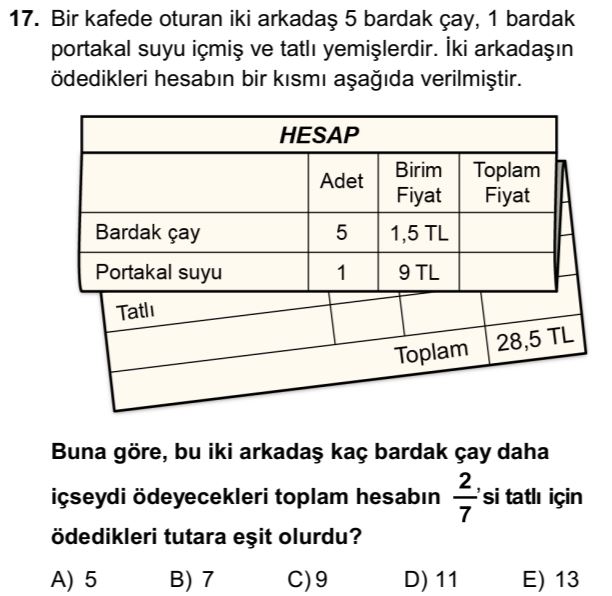 17. Bir kafede oturan iki arkadaş 5 bardak çay, 1 bardak
portakal suyu içmiş ve tatlı yemişlerdir. İki arkadaşın
ödedikleri hesabın bir kısmı aşağıda verilmiştir.
HESAP
Adet Birim Fiyat Toplam Fiyat
Bardak çay 5 1,5 TL
Portakal suyu 1 9 TL
Tatlı
Toplam 28,5 TL
Buna göre, bu iki arkadaş kaç bardak çay daha
içseydi ödeyecekleri toplam hesabın 2/7'si tatlı için
ödedikleri tutara eşit olurdu?
A) 5 B) 7 C) 9 D) 11 E) 13